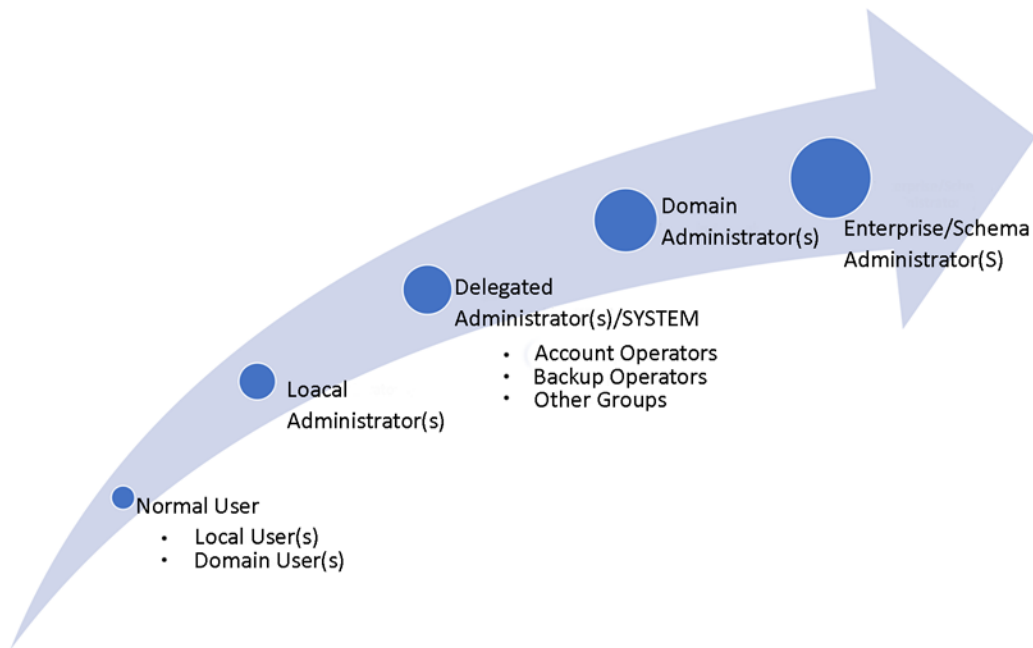 Domain
Administrator(s)
Enterprise/Schema
Administrator(S)
Delegated
Administrator(s)/SYSTEM
• Account Operators
• Backup Operators
• Other Groups
Loacal
Administrator(s)
Normal User
• Local User(s)
• Domain User(s)